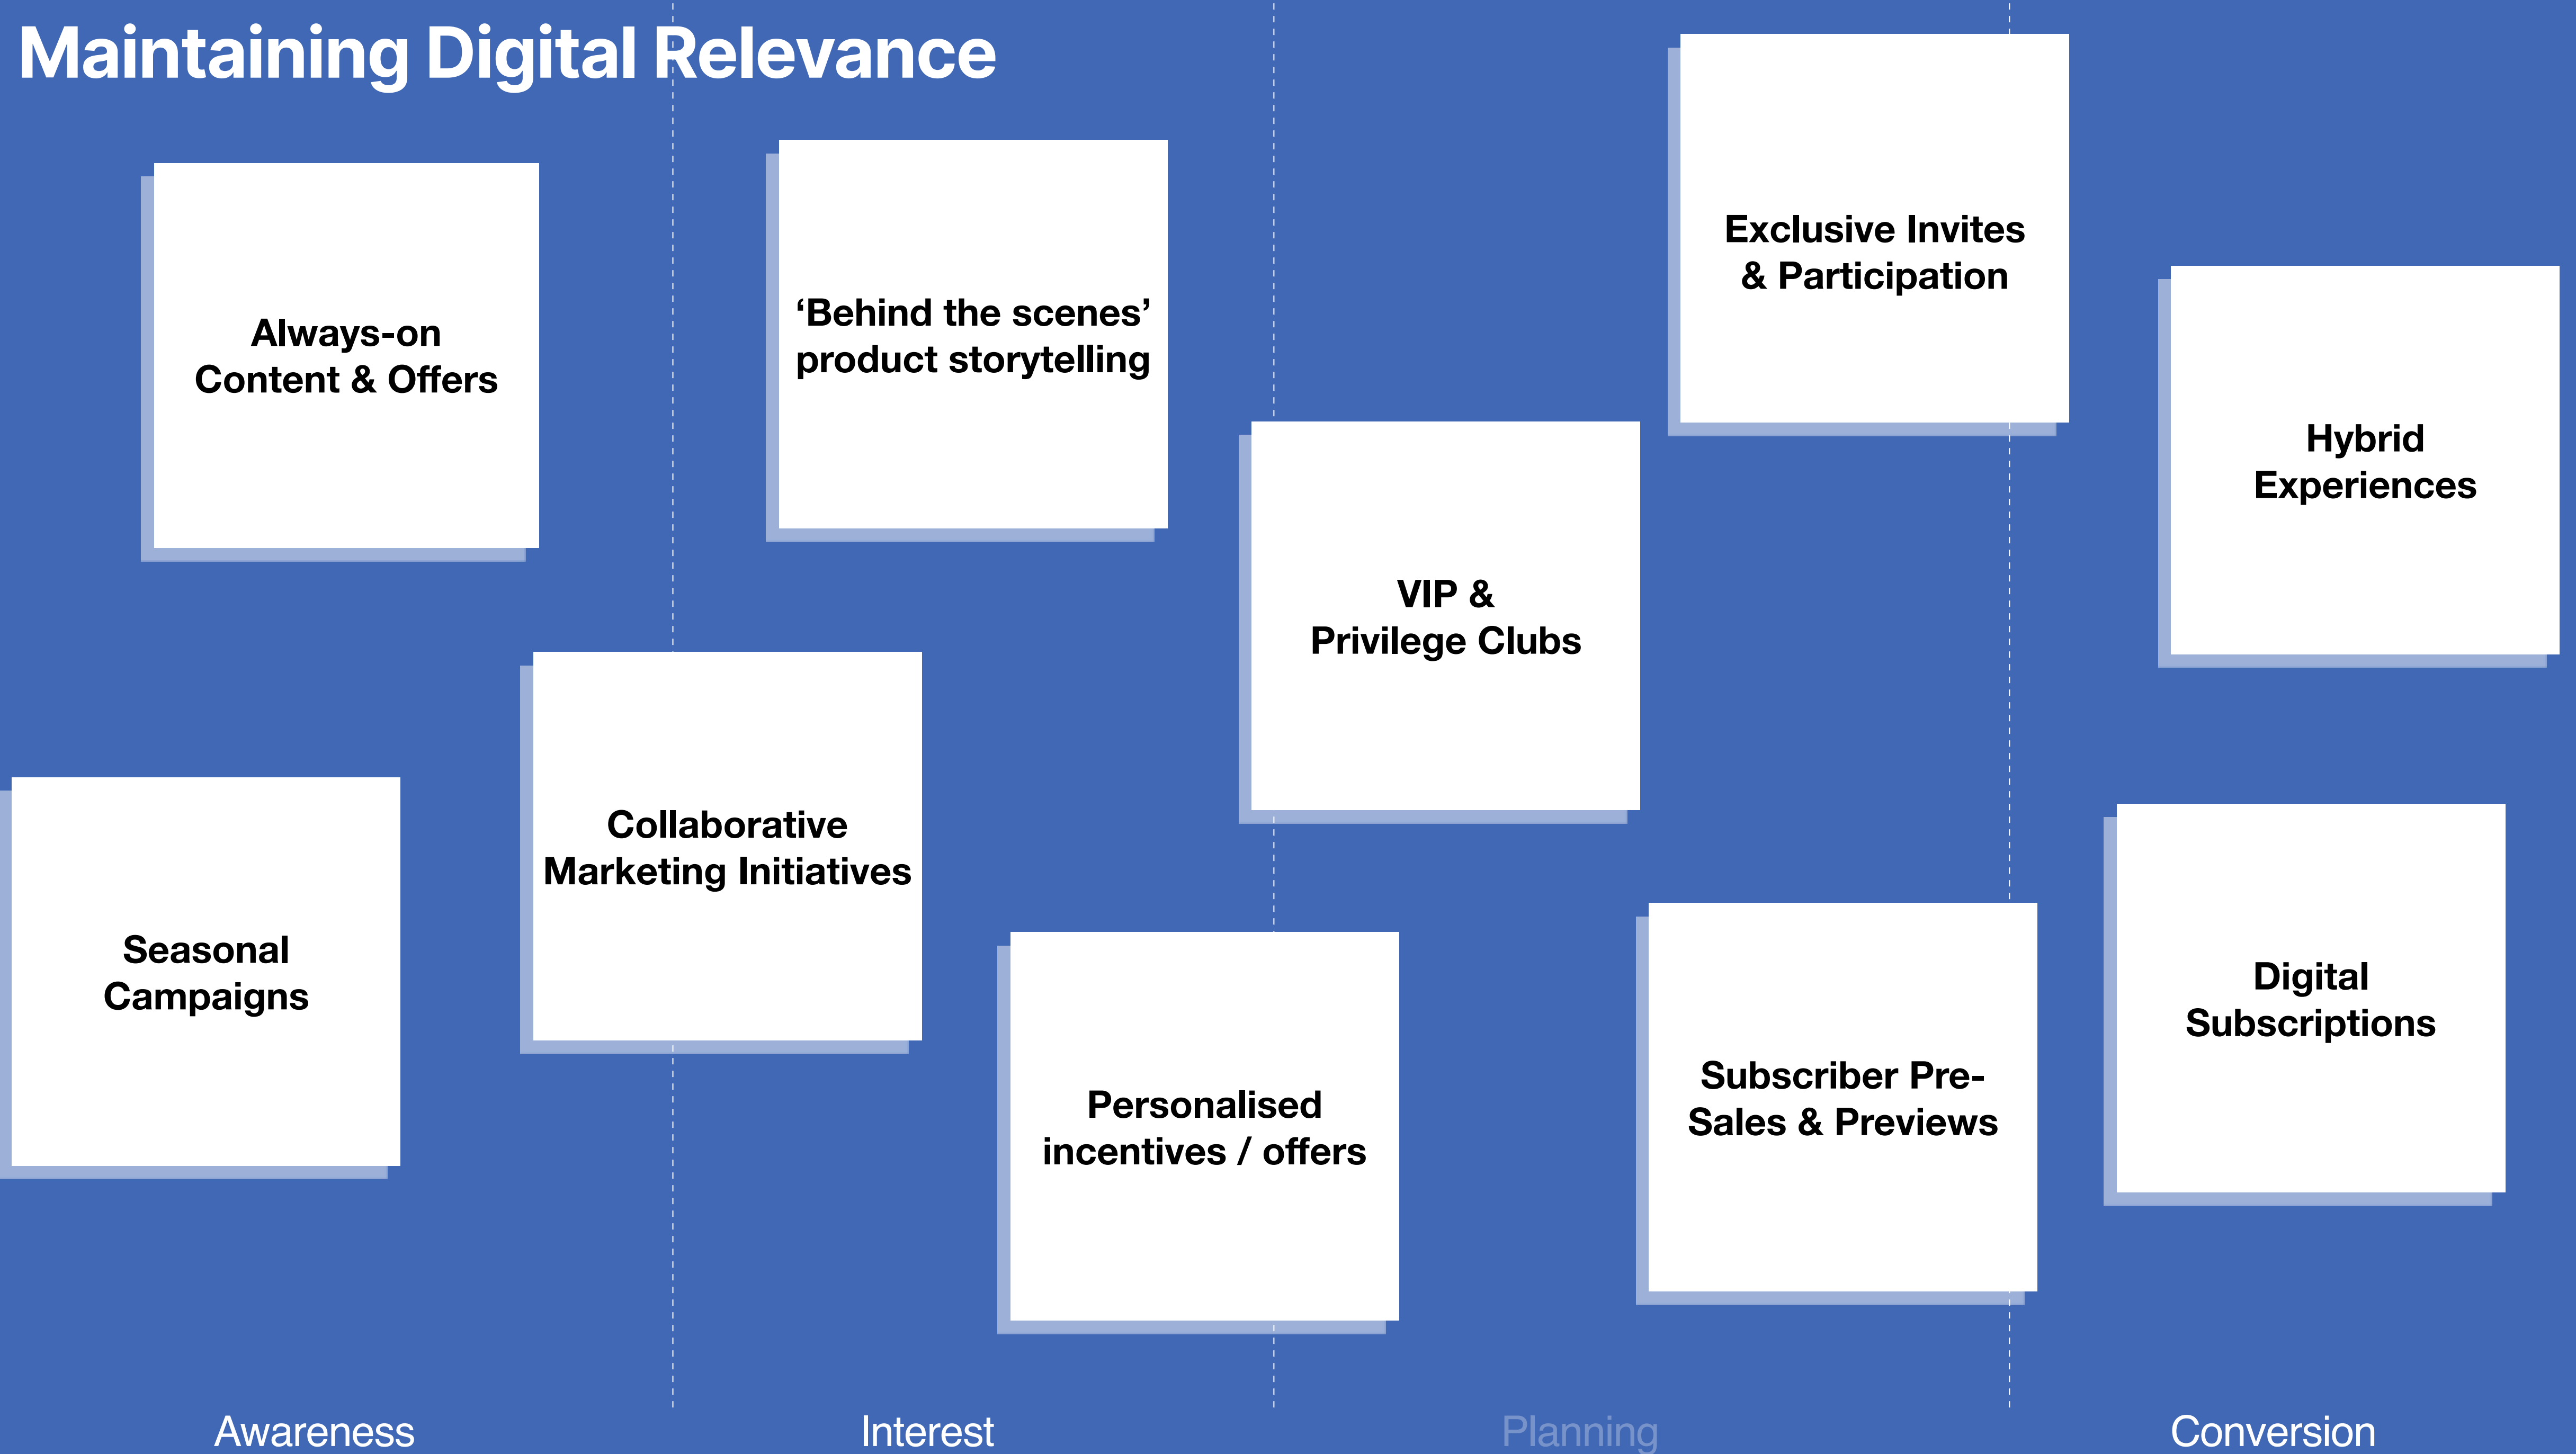 Maintaining Digital Relevance
Always-on
Content & Offers
‘Behind the scenes’
product storytelling
Exclusive Invites
& Participation
Hybrid
Experiences
VIP &
Privilege Clubs
Collaborative
Marketing Initiatives
Seasonal
Campaigns
Personalised
incentives / offers
Subscriber Pre-
Sales & Previews
Digital
Subscriptions
Awareness
Interest
Planning
Conversion